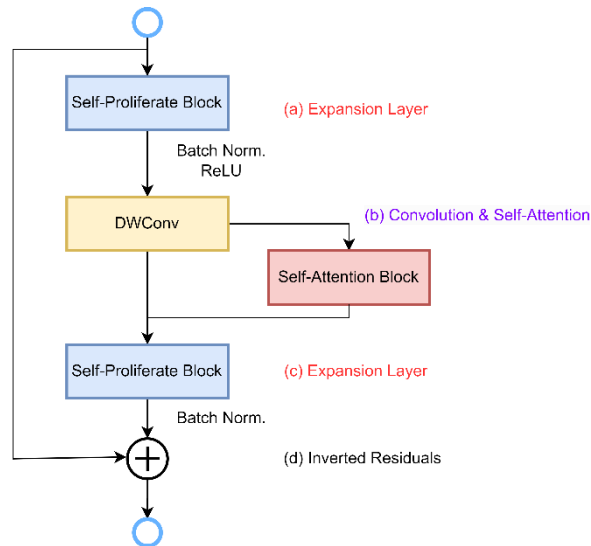 Self-Proliferate Block
(a) Expansion Layer
Batch Norm.
ReLU
(b) Convolution & Self-Attention
DWConv
Self-Attention Block
Self-Proliferate Block
(c) Expansion Layer
Batch Norm.
(d) Inverted Residuals